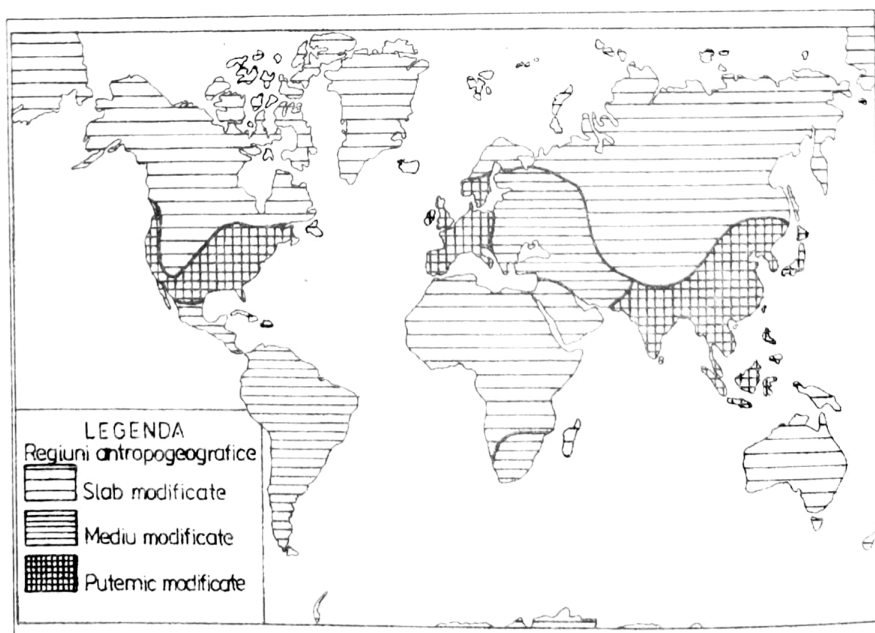 LEGENDA
Regiuni antropogeografice
Slab modificate
Mediu modificate
Puternic modificate